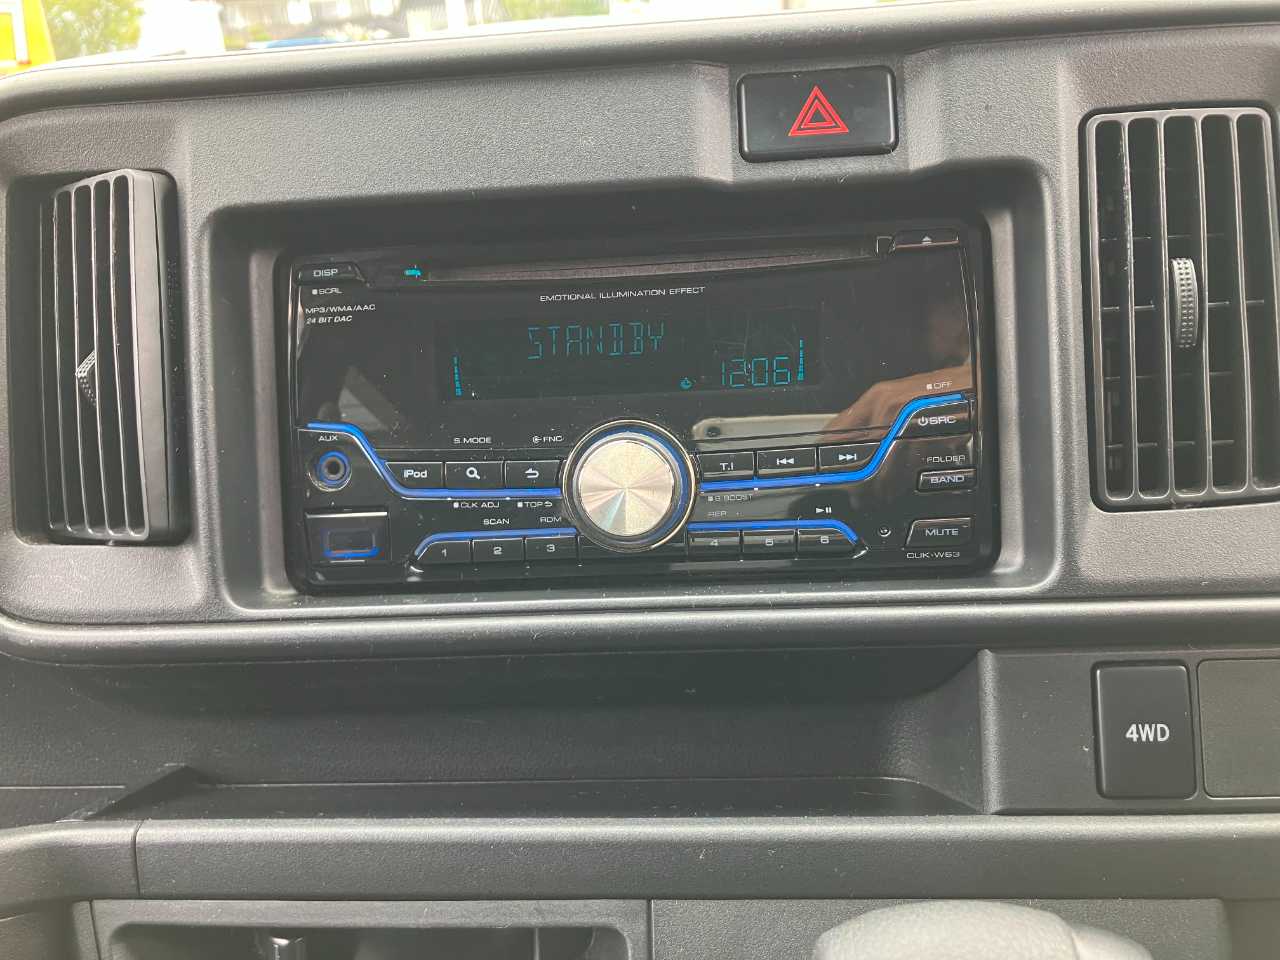 DISP
SCRL
MP3/WMA/AAC
24 BIT DAC
EMOTIONAL ILLUMINATION EFFECT
STANDBY
12:06
OFF
SRC
AUX
S.MODE
FNC
iPod
T.I
FOLDER
BAND
CLK ADJ
TOP
B.BOOST
SCAN
RDM
REP
1
2
3
4
5
6
MUTE
CUK-W63
4WD